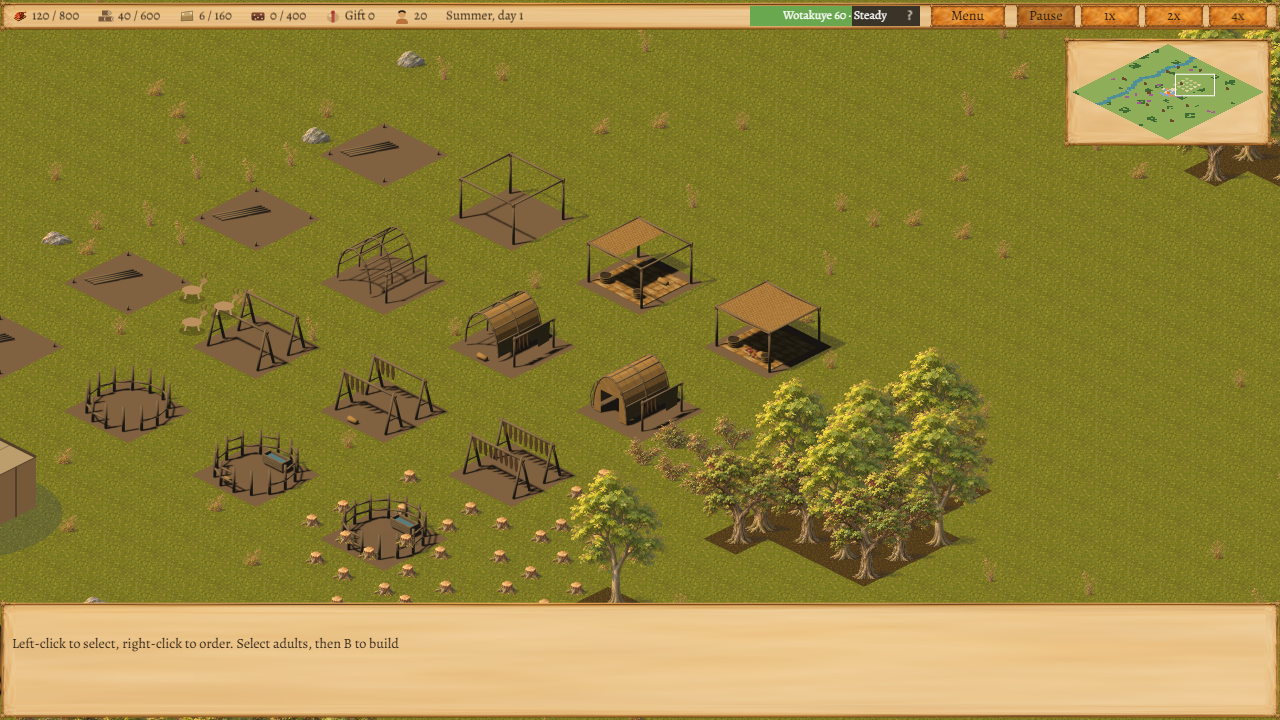 120 / 800 40 / 600 6 / 160 0 / 400 Gift 0 20 Summer, day 1 Wotakuye 60 - Steady ? Menu Pause 1x 2x 4x
Left-click to select, right-click to order. Select adults, then B to build